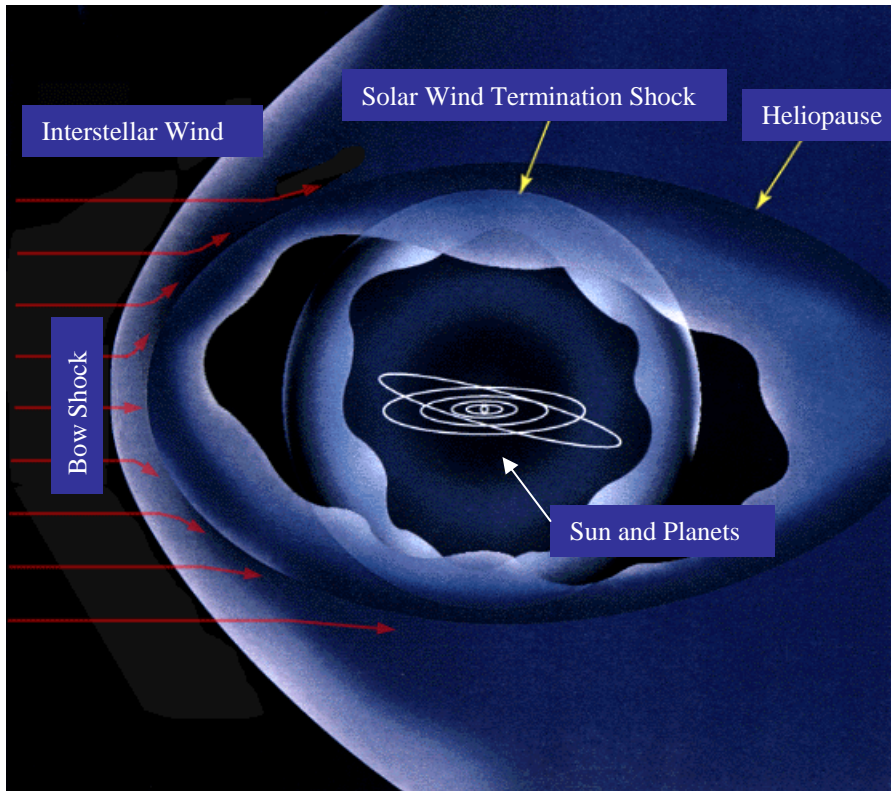 Solar Wind Termination Shock
Heliopause
Interstellar Wind
Bow Shock
Sun and Planets